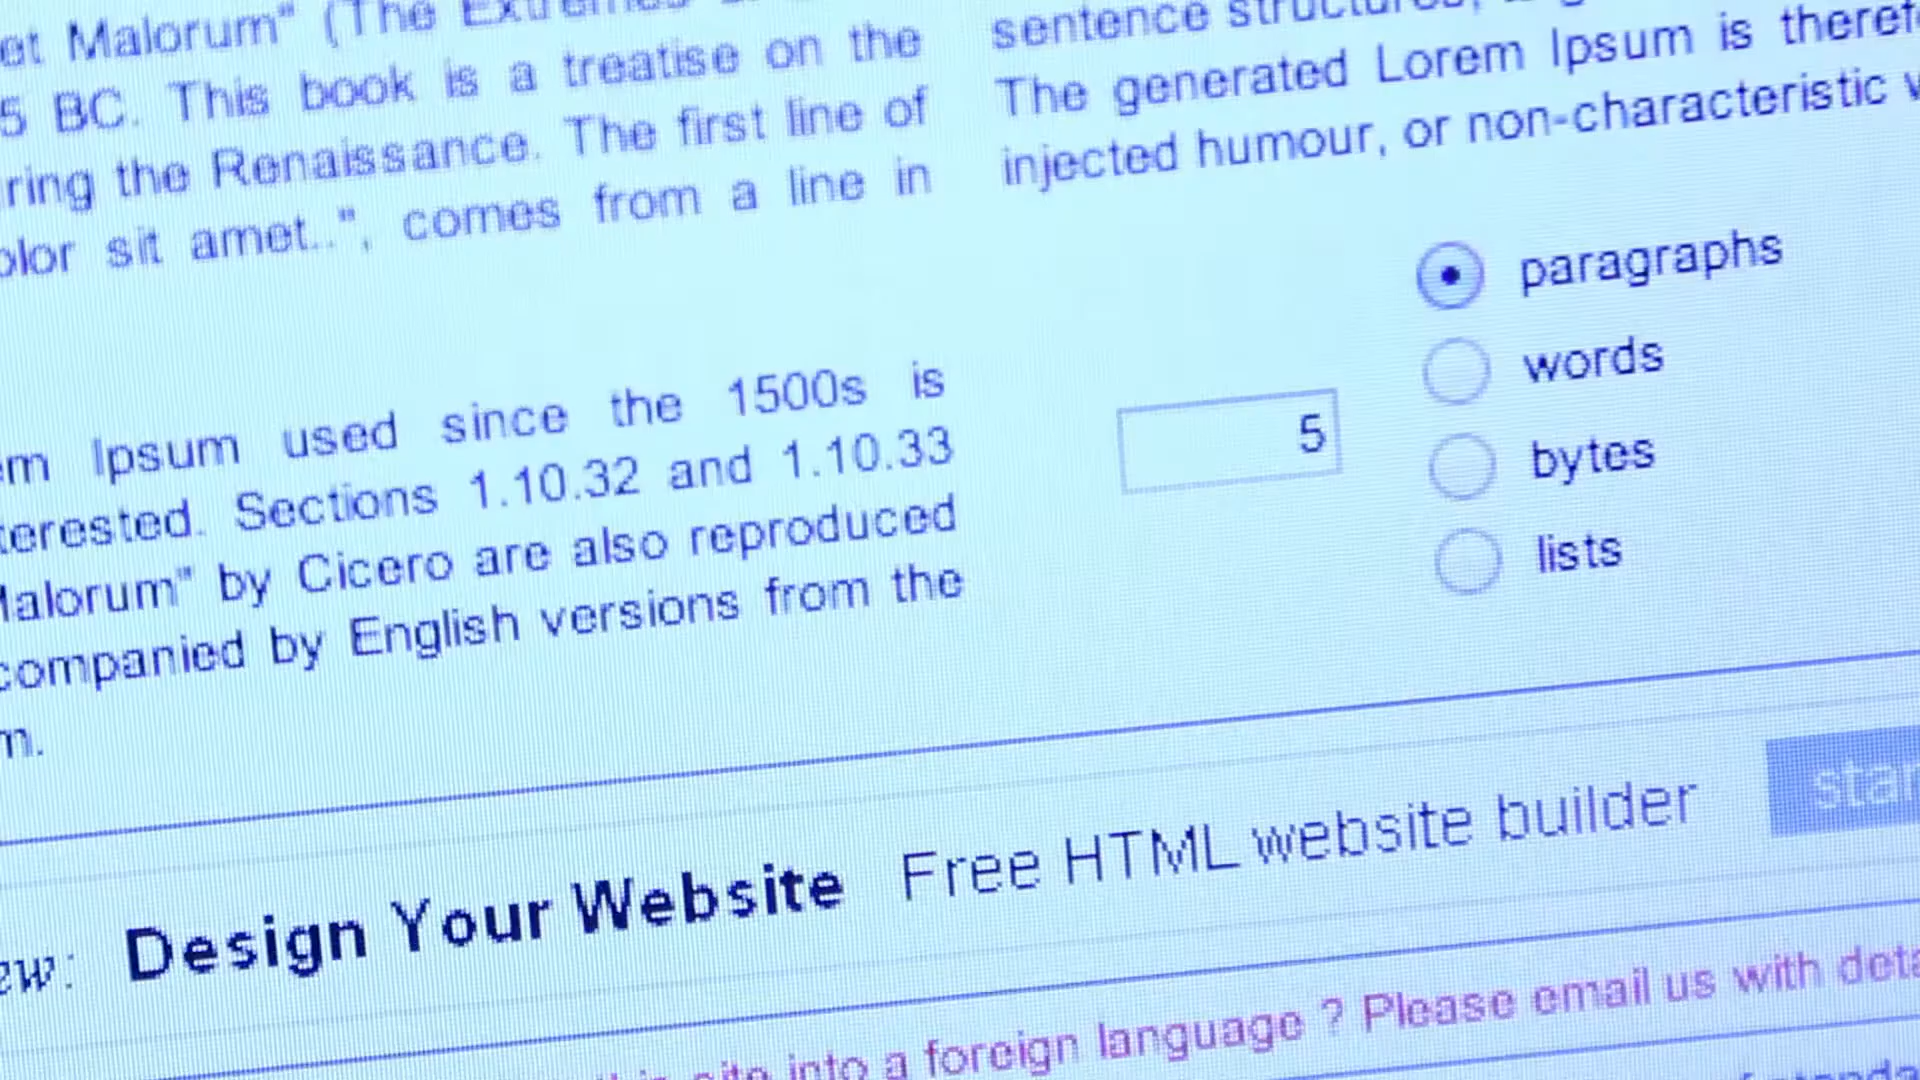 et Malorum" (The
5 BC. This book is a treatise on the
ring the Renaissance. The first line of
olor sit amet..", comes from a line in
em Ipsum used since the 1500s is
terested. Sections 1.10.32 and 1.10.33
Malorum" by Cicero are also reproduced
companied by English versions from the
m.
sentence
The generated Lorem Ipsum is
injected humour, or non-characteristic
paragraphs
words
5
bytes
lists
ew: Design Your Website Free HTML website builder
into a foreign language ? Please email us with